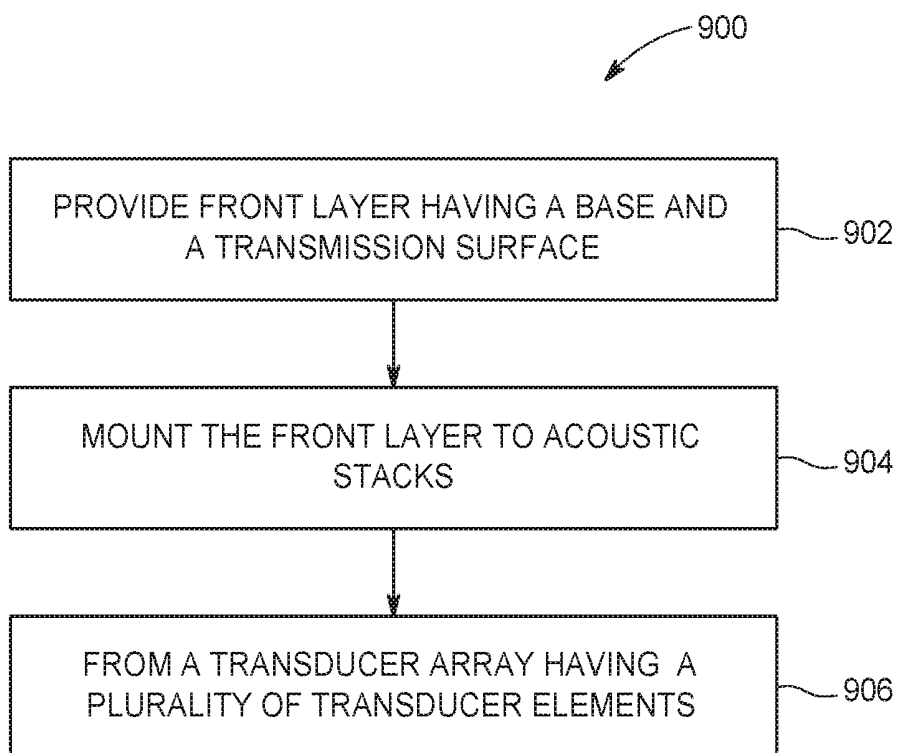 900
PROVIDE FRONT LAYER HAVING A BASE AND
A TRANSMISSION SURFACE
902
MOUNT THE FRONT LAYER TO ACOUSTIC
STACKS
904
FROM A TRANSDUCER ARRAY HAVING A
PLURALITY OF TRANSDUCER ELEMENTS
906